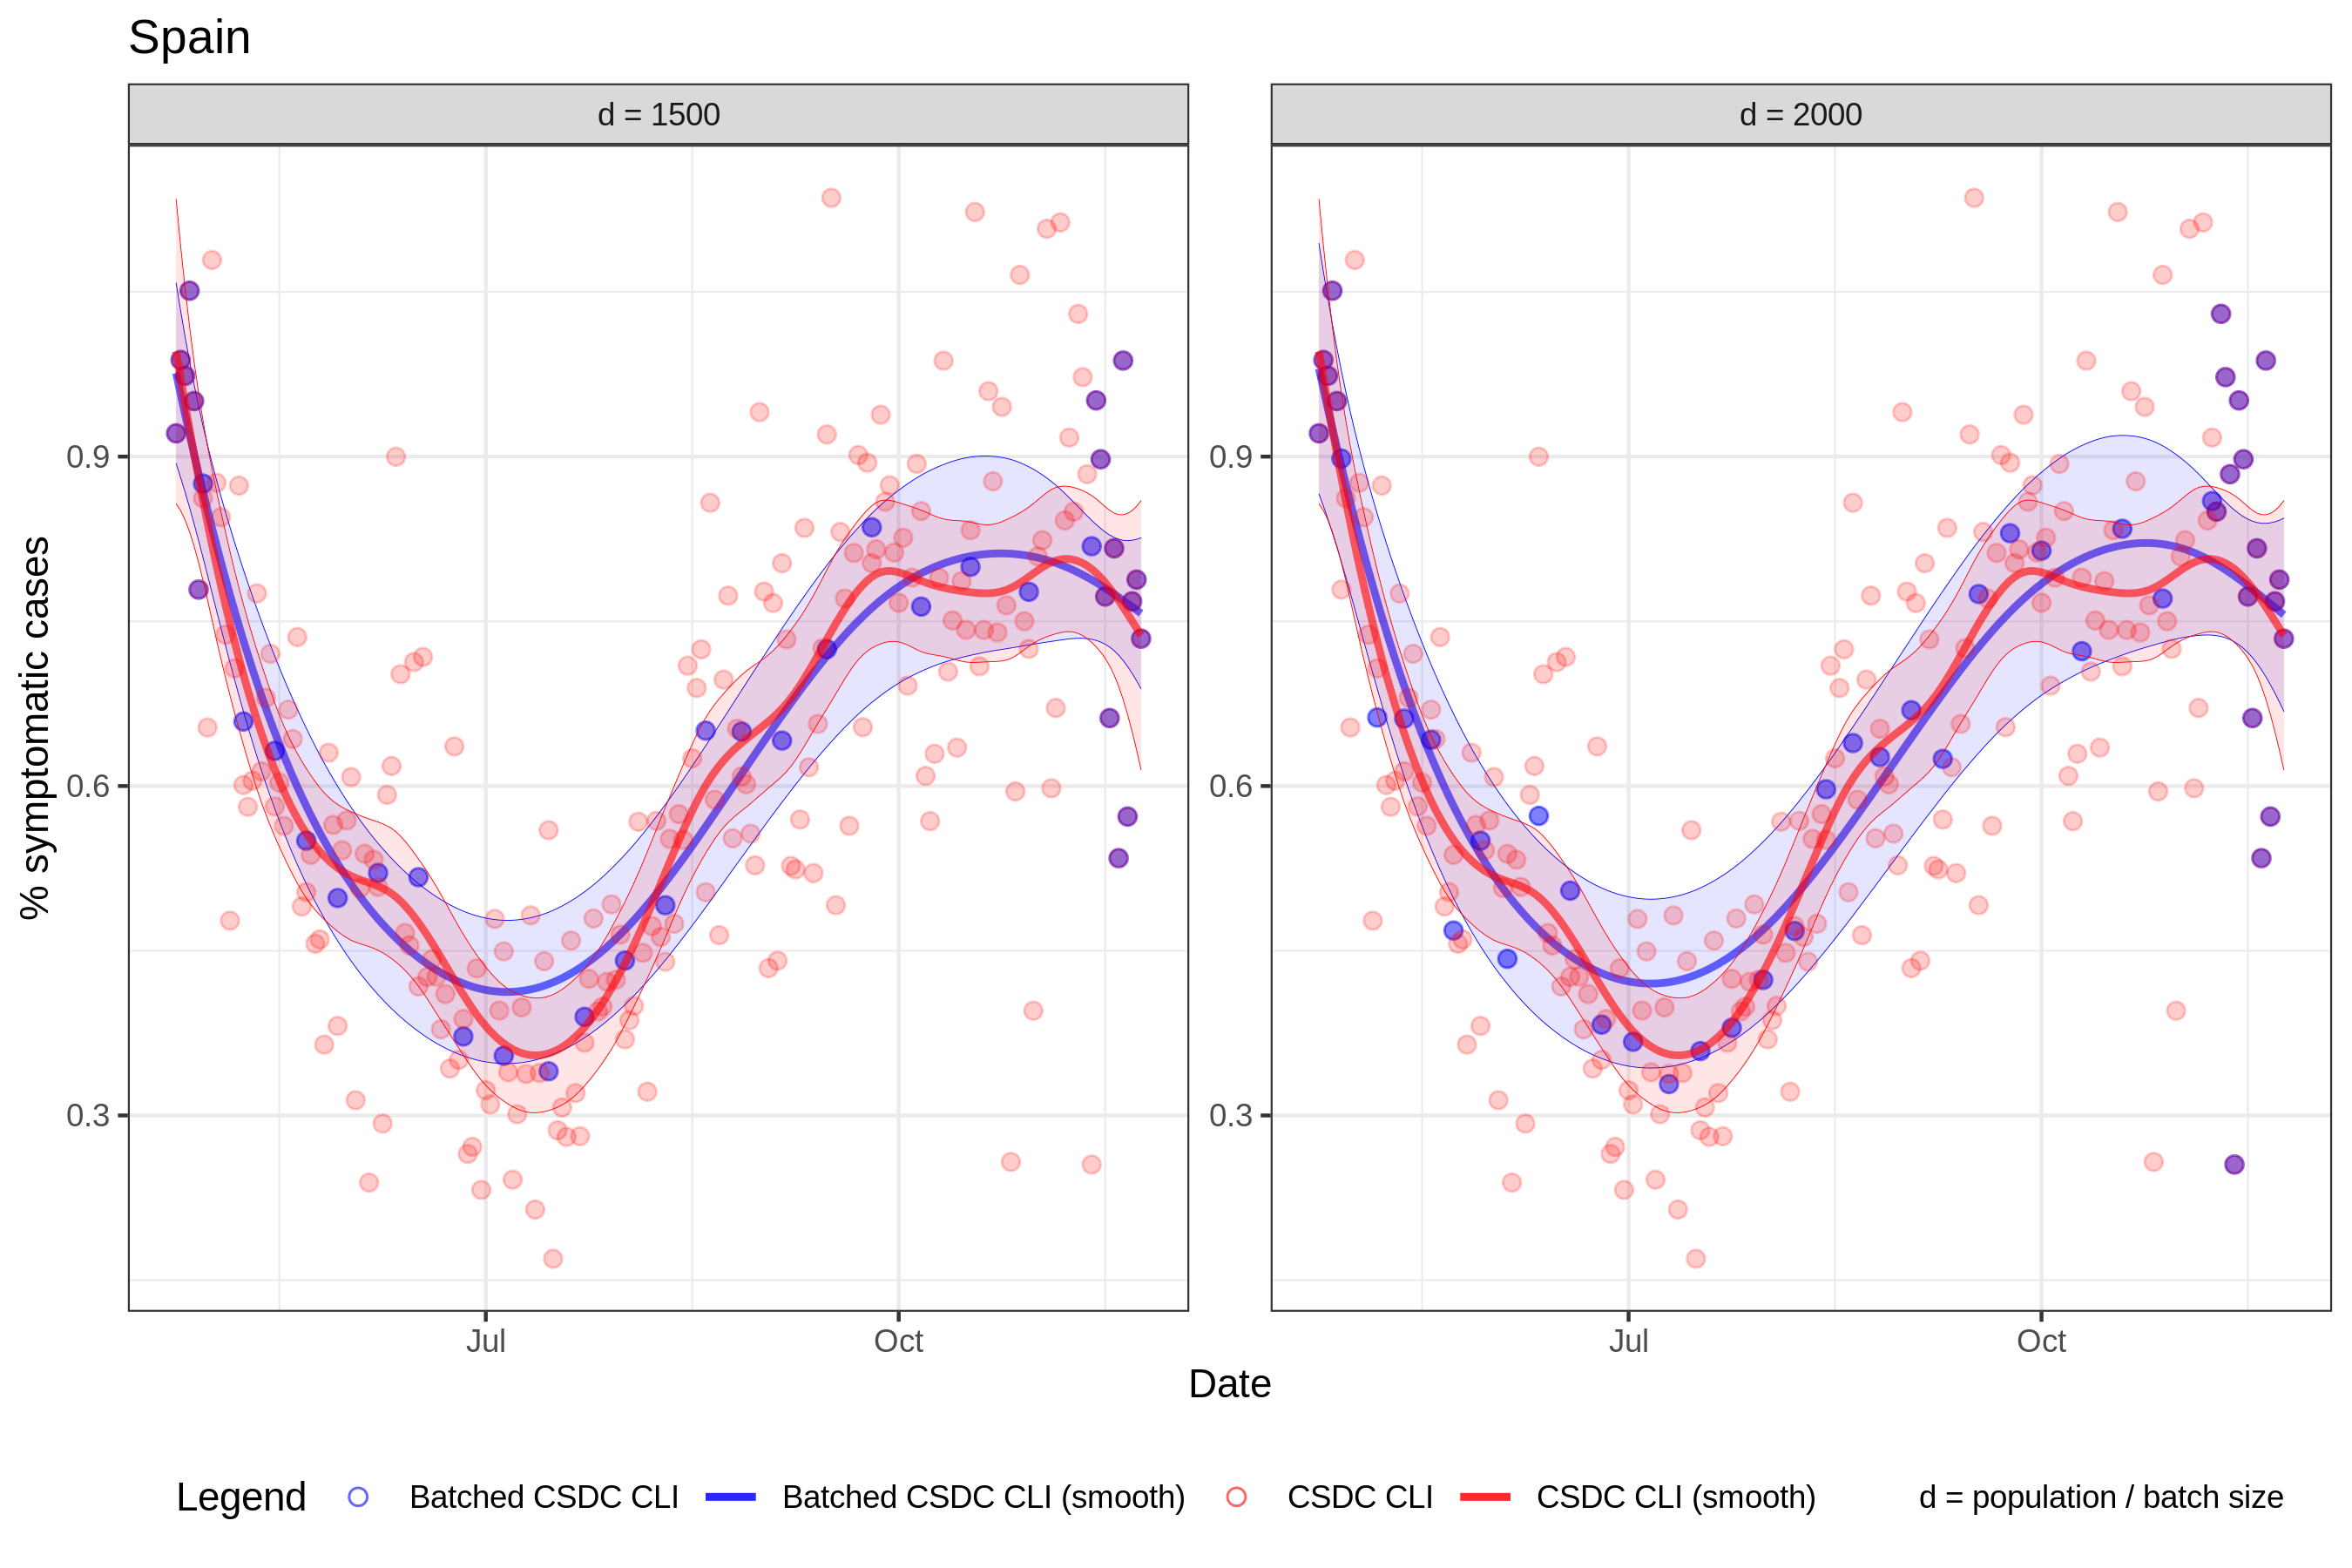 Spain
d = 1500
d = 2000
% symptomatic cases
0.9
0.6
0.3
0.9
0.6
0.3
Jul
Oct
Jul
Oct
Date
Legend
Batched CSDC CLI
Batched CSDC CLI (smooth)
CSDC CLI
CSDC CLI (smooth)
d = population / batch size